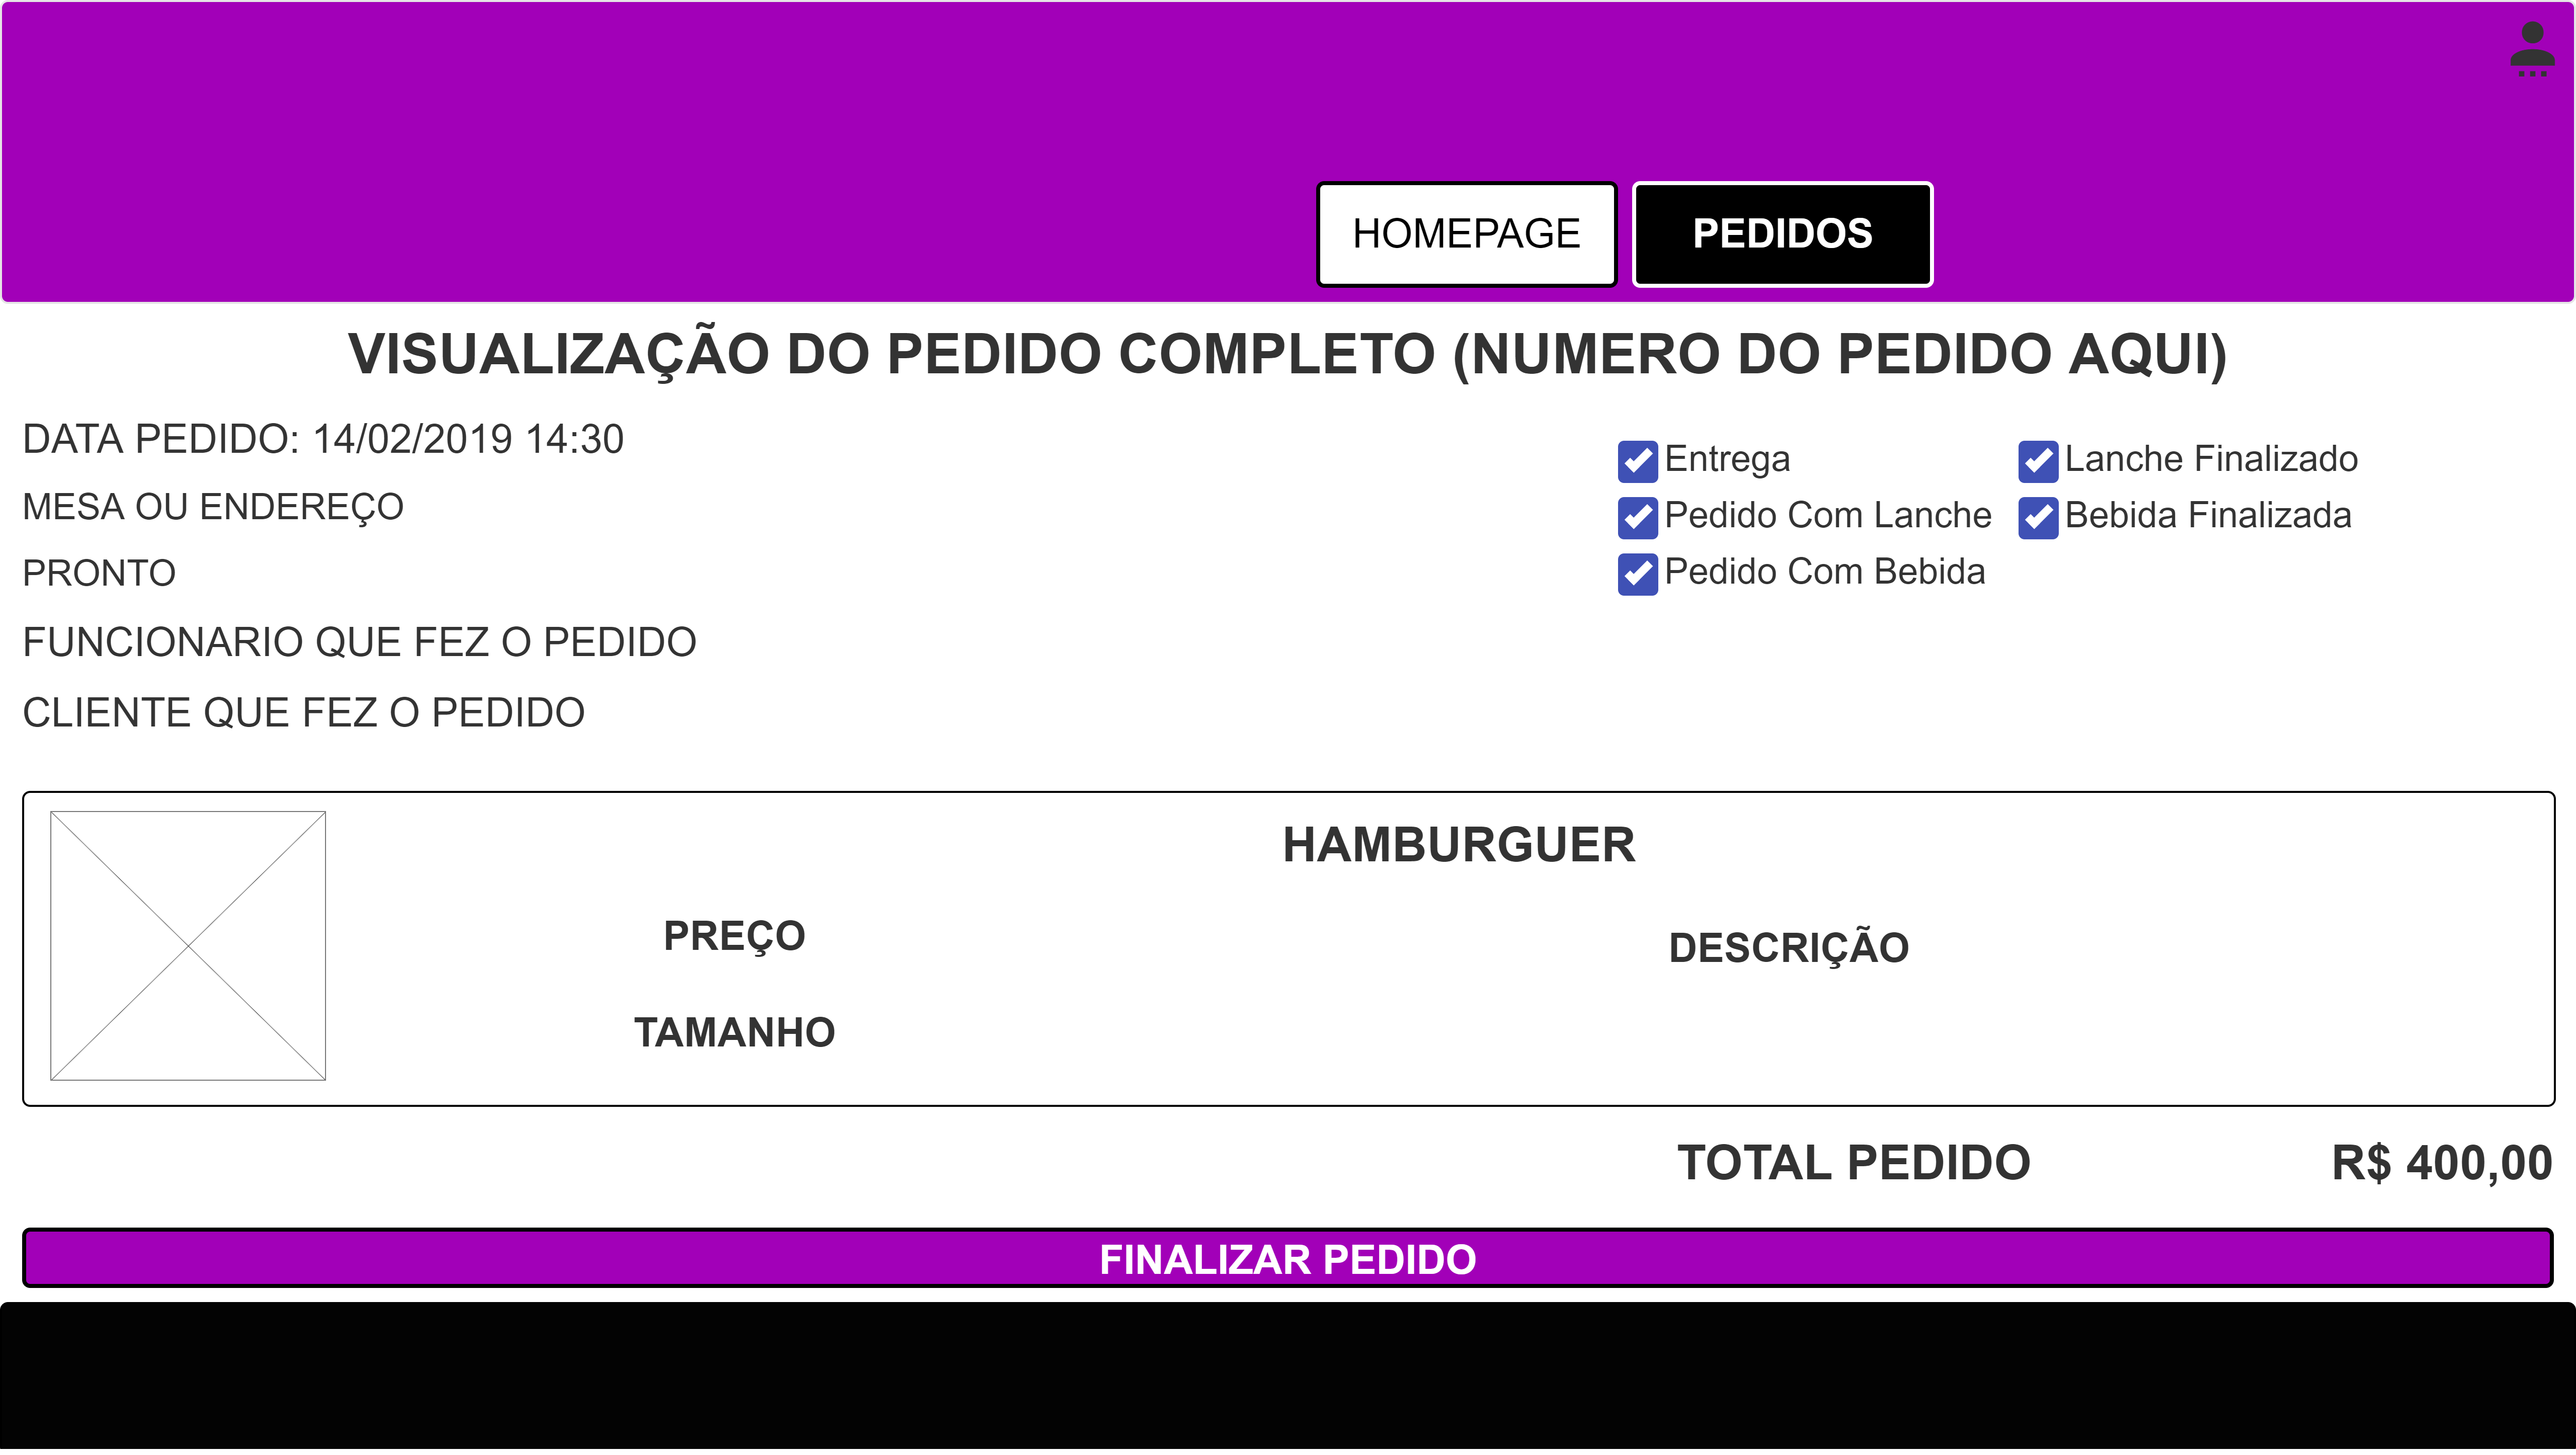 HOMEPAGE
PEDIDOS
VISUALIZAÇÃO DO PEDIDO COMPLETO (NUMERO DO PEDIDO AQUI)
DATA PEDIDO: 14/02/2019 14:30
MESA OU ENDEREÇO
PRONTO
FUNCIONARIO QUE FEZ O PEDIDO
CLIENTE QUE FEZ O PEDIDO
Entrega
Pedido Com Lanche
Pedido Com Bebida
Lanche Finalizado
Bebida Finalizada
HAMBURGUER
PREÇO
TAMANHO
DESCRIÇÃO
TOTAL PEDIDO R$ 400,00
FINALIZAR PEDIDO